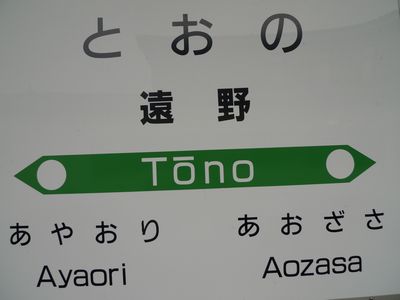 とおの
遠野
Tōno
あやおり
Ayaori
あおざさ
Aozasa